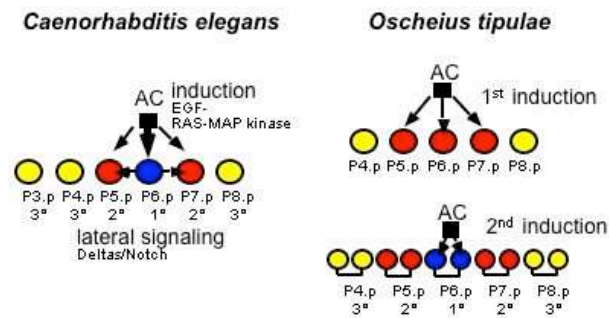 Caenorhabditis elegans
AC induction
EGF-
RAS-MAP kinase
P3.p P4.p P5.p P6.p P7.p P8.p
3° 3° 2° 1° 2° 3°
lateral signaling
Deltas/Notch
Oscheius tipulae
AC
1st induction
P4.p P5.p P6.p P7.p P8.p
AC
2nd induction
P4.p P5.p P6.p P7.p P8.p
3° 2° 1° 2° 3°